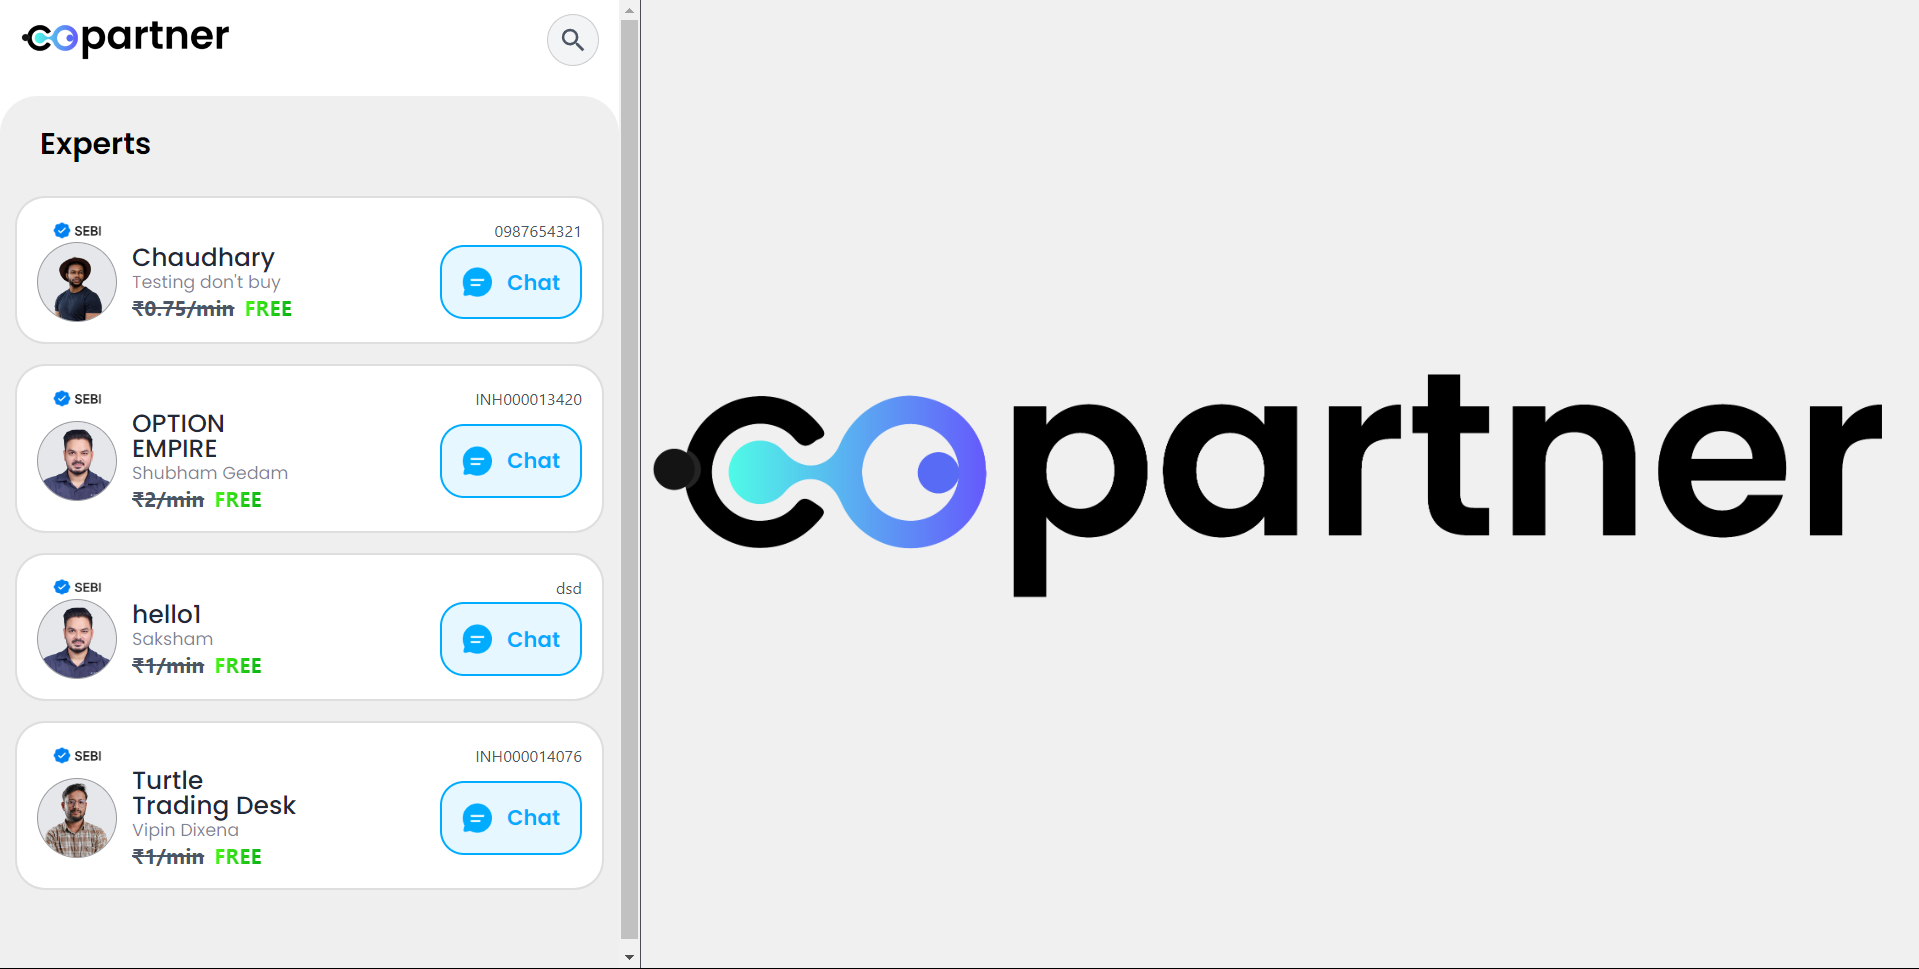 copartner
Experts
SEBI
0987654321
Chaudhary
Testing don't buy
₹0.75/min FREE
Chat
SEBI
INH000013420
OPTION
EMPIRE
Shubham Gedam
₹2/min FREE
Chat
SEBI
dsd
hello1
Saksham
₹1/min FREE
Chat
SEBI
INH000014076
Turtle
Trading Desk
Vipin Dixena
₹1/min FREE
Chat
copartner